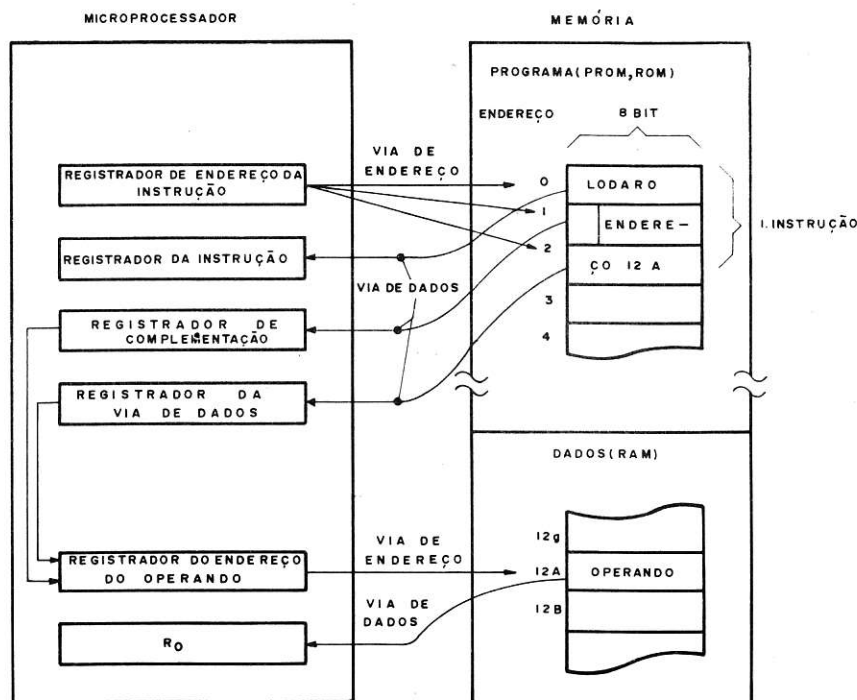 MICROPROCESSADOR
MEMÓRIA
PROGRAMA(PROM,ROM)
ENDEREÇO
8 BIT
VIA DE
ENDEREÇO
REGISTRADOR DE ENDEREÇO DA
INSTRUÇÃO
0
LODARO
1
ENDERE-
1.INSTRUÇÃO
2
REGISTRADOR DA INSTRUÇÃO
ÇO 12 A
VIA DE DADOS
3
REGISTRADOR DE
COMPLEMENTAÇÃO
4
REGISTRADOR DA
VIA DE DADOS
DADOS(RAM)
12g
VIA DE
ENDEREÇO
REGISTRADOR DO ENDEREÇO
DO OPERANDO
12A
OPERANDO
VIA DE
DADOS
12B
R0